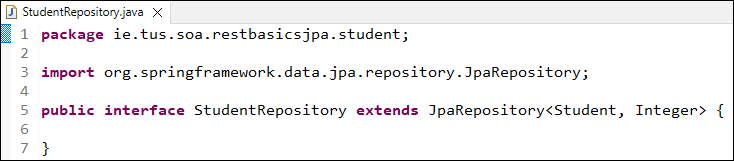 StudentRepository.java
1 package ie.tus.soa.restbasicsjpa.student;
2
3 import org.springframework.data.jpa.repository.JpaRepository;
4
5 public interface StudentRepository extends JpaRepository<Student, Integer> {
6
7 }